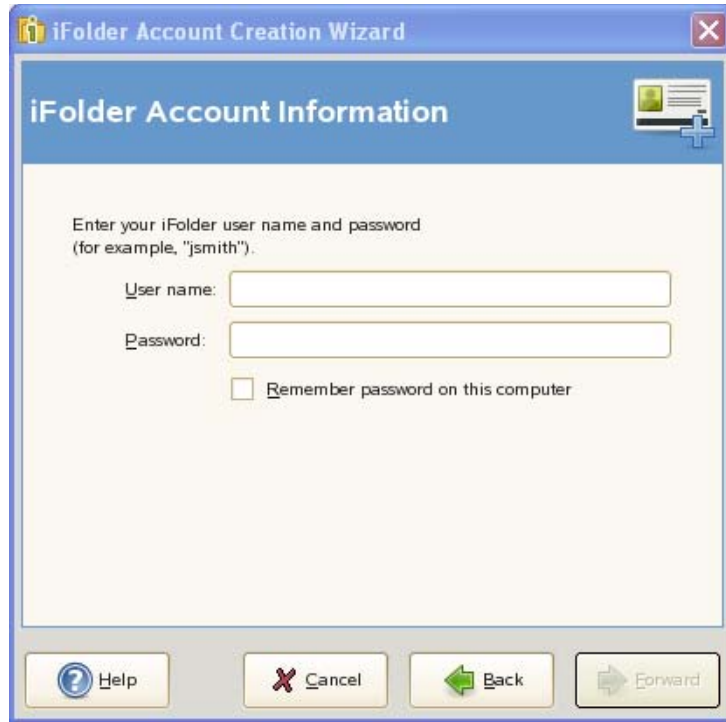 iFolder Account Creation Wizard
iFolder Account Information
Enter your iFolder user name and password
(for example, "jsmith").
User name:
Password:
Remember password on this computer
Help
Cancel
Back
Forward